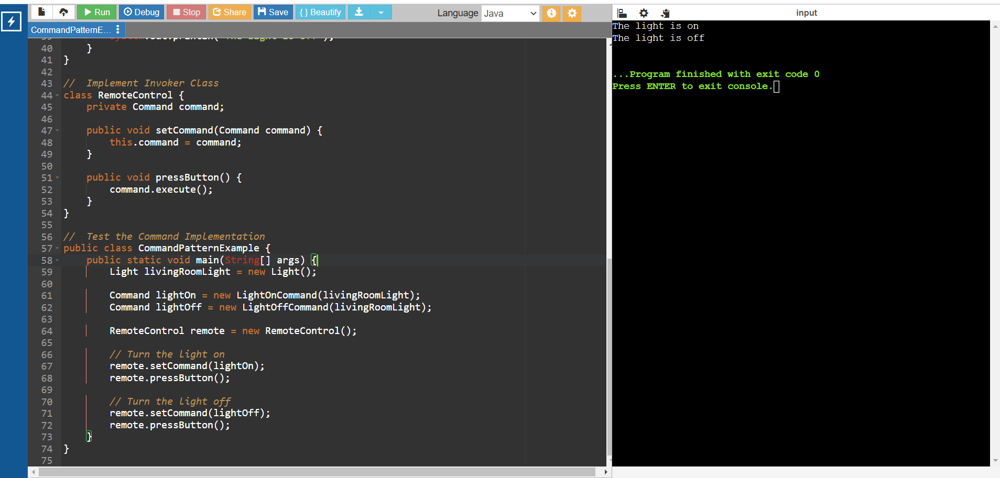 Run Debug Stop Share Save { } Beautify Language Java input
CommandPatternE...
40 }
41 }
42
43 //  Implement Invoker Class
44 class RemoteControl {
45     private Command command;
46
47     public void setCommand(Command command) {
48         this.command = command;
49     }
50
51     public void pressButton() {
52         command.execute();
53     }
54 }
55
56 //  Test the Command Implementation
57 public class CommandPatternExample {
58     public static void main(String[] args) {
59         Light livingRoomLight = new Light();
60
61         Command lightOn = new LightOnCommand(livingRoomLight);
62         Command lightOff = new LightOffCommand(livingRoomLight);
63
64         RemoteControl remote = new RemoteControl();
65
66         // Turn the light on
67         remote.setCommand(lightOn);
68         remote.pressButton();
69
70         // Turn the light off
71         remote.setCommand(lightOff);
72         remote.pressButton();
73     }
74 }
75
The light is on
The light is off
...Program finished with exit code 0
Press ENTER to exit console.